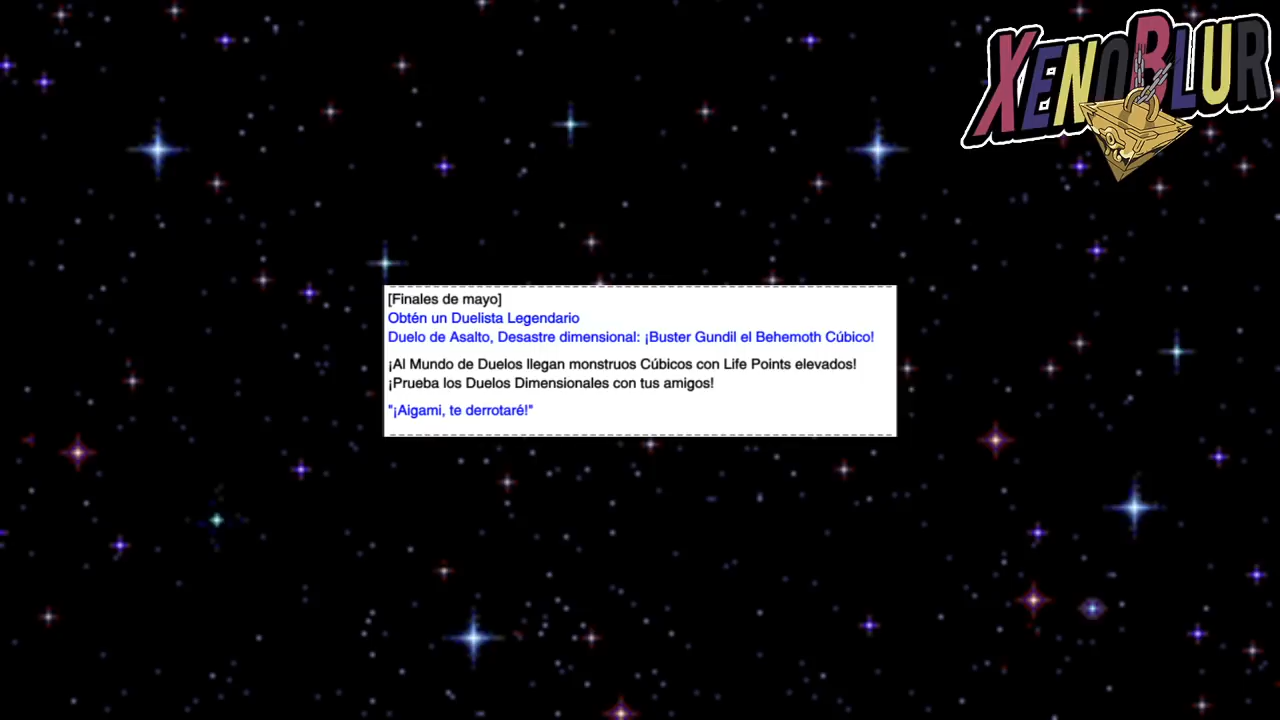 XENOBLUR
[Finales de mayo]
Obtén un Duelista Legendario
Duelo de Asalto, Desastre dimensional: ¡Buster Gundil el Behemoth Cúbico!
¡Al Mundo de Duelos llegan monstruos Cúbicos con Life Points elevados!
¡Prueba los Duelos Dimensionales con tus amigos!
"¡Aigami, te derrotaré!"